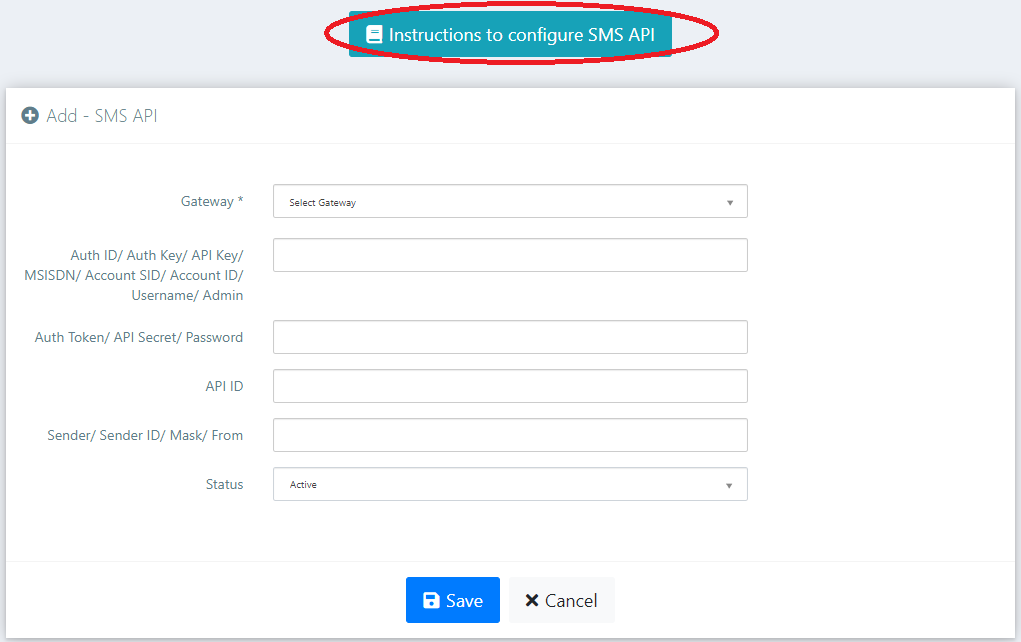 Instructions to configure SMS API
Add - SMS API
Gateway *
Select Gateway
Auth ID/ Auth Key/ API Key/
MSISDN/ Account SID/ Account ID/
Username/ Admin
Auth Token/ API Secret/ Password
API ID
Sender/ Sender ID/ Mask/ From
Status
Active
Save
Cancel